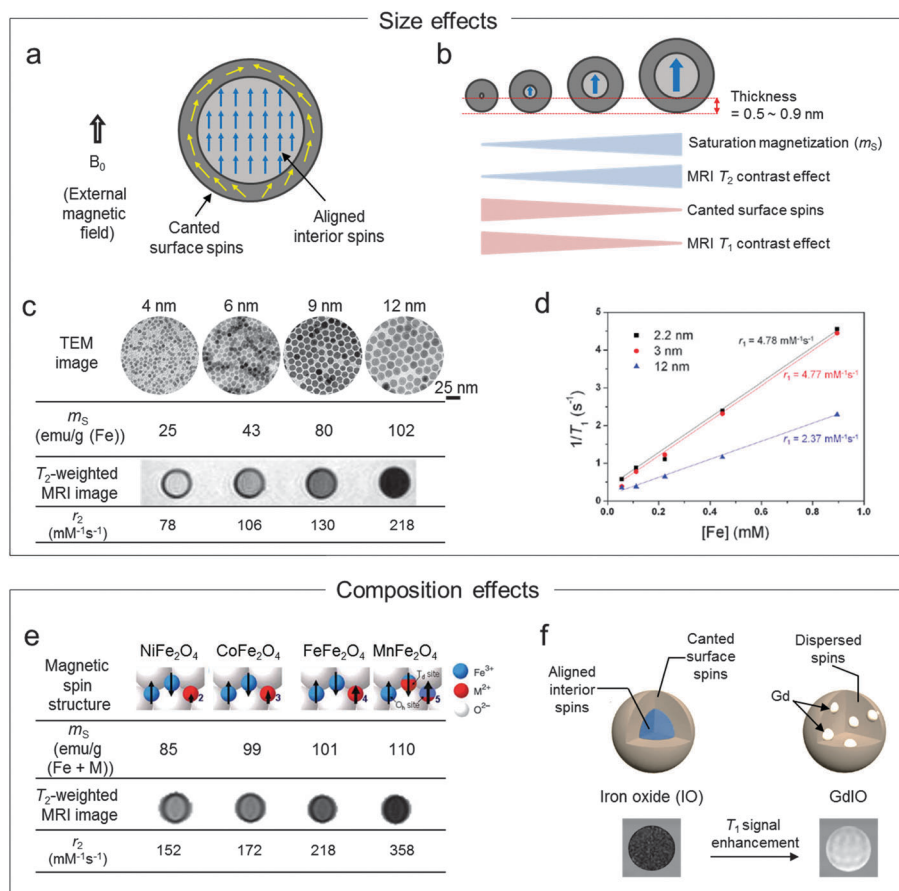 Size effects
a
B₀
(External
magnetic
field)
Canted
surface spins
Aligned
interior spins
b
Thickness
= 0.5 ~ 0.9 nm
Saturation magnetization (mS)
MRI T₂ contrast effect
Canted surface spins
MRI T₁ contrast effect
c
4 nm 6 nm 9 nm 12 nm
TEM
image
25 nm
mS
(emu/g (Fe)) 25 43 80 102
T₂-weighted
MRI image
r₂
(mM⁻¹s⁻¹) 78 106 130 218
d
2.2 nm
3 nm
12 nm
r₁ = 4.78 mM⁻¹s⁻¹
r₁ = 4.77 mM⁻¹s⁻¹
r₁ = 2.37 mM⁻¹s⁻¹
1/T₁ (s⁻¹)
5
4
3
2
1
0
0.0 0.2 0.4 0.6 0.8 1.0
[Fe] (mM)
Composition effects
e
NiFe₂O₄ CoFe₂O₄ FeFe₂O₄ MnFe₂O₄
Magnetic
spin
structure
2 3 4 5
Td site
Oh site
Fe³⁺
M²⁺
O²⁻
mS
(emu/g
(Fe + M)) 85 99 101 110
T₂-weighted
MRI image
r₂
(mM⁻¹s⁻¹) 152 172 218 358
f
Canted
surface
spins
Aligned
interior
spins
Iron oxide (IO)
Dispersed
spins
Gd
GdIO
T₁ signal
enhancement